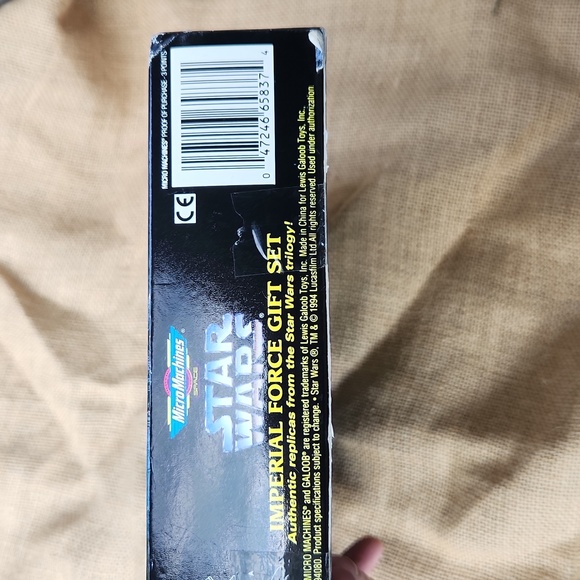 MICRO MACHINES PROOF OF PURCHASE · 3 POINTS
0 47246 65837 4
CE
Micro Machines®
SPACE
STAR
WARS®
IMPERIAL FORCE GIFT SET
Authentic replicas from the Star Wars trilogy!
MICRO MACHINES® and GALOOB® are registered trademarks of Lewis Galoob Toys, Inc. Made in China for Lewis Galoob Toys, Inc.,
94080. Product specifications subject to change. • Star Wars ®, TM & © 1994 Lucasfilm Ltd All rights reserved. Used under authorization